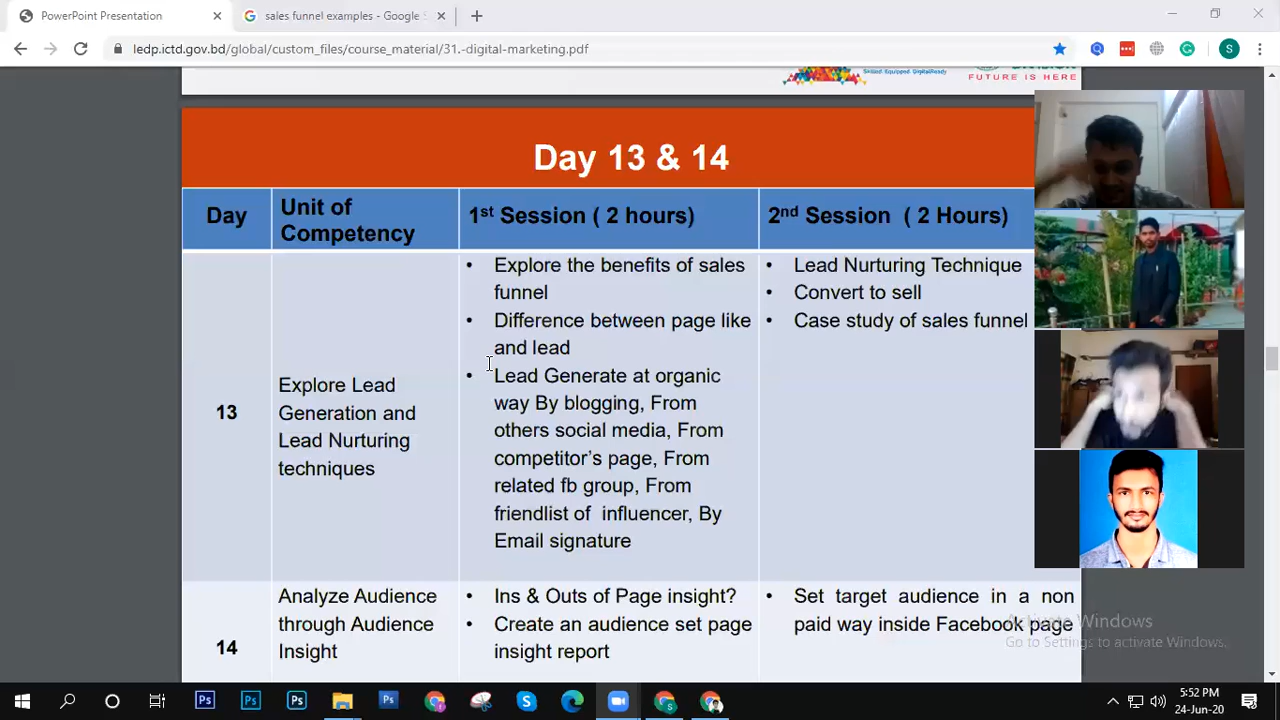 PowerPoint Presentation
sales funnel examples - Google S
ledp.ictd.gov.bd/global/custom_files/course_material/31.-digital-marketing.pdf
S
Skilled Equipped DigitalReady
FUTURE IS HERE
Day 13 & 14
Day
Unit of
Competency
1st Session ( 2 hours)
2nd Session ( 2 Hours)
13
Explore Lead
Generation and
Lead Nurturing
techniques
• Explore the benefits of sales
funnel
• Difference between page like
and lead
• Lead Generate at organic
way By blogging, From
others social media, From
competitor's page, From
related fb group, From
friendlist of influencer, By
Email signature
• Lead Nurturing Technique
• Convert to sell
• Case study of sales funnel
14
Analyze Audience
through Audience
Insight
• Ins & Outs of Page insight?
• Create an audience set page
insight report
• Set target audience in a non
paid way inside Facebook page
Activate Windows
Go to Settings to activate Windows.
Ps
Ps
Ps
Ps
5:52 PM
24-Jun-20